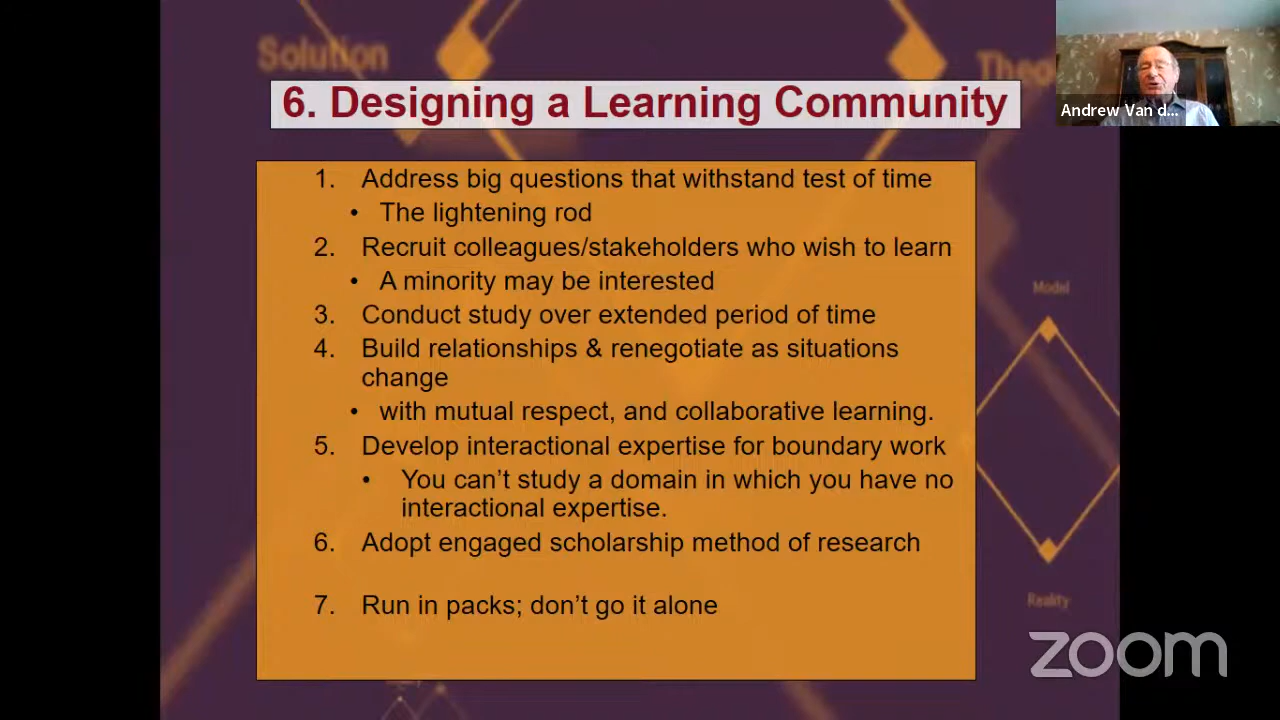 Solution
Theo
6. Designing a Learning Community
Andrew Van d...
1. Address big questions that withstand test of time
• The lightening rod
2. Recruit colleagues/stakeholders who wish to learn
• A minority may be interested
3. Conduct study over extended period of time
4. Build relationships & renegotiate as situations
change
• with mutual respect, and collaborative learning.
5. Develop interactional expertise for boundary work
• You can’t study a domain in which you have no
interactional expertise.
6. Adopt engaged scholarship method of research
7. Run in packs; don’t go it alone
Model
Reality
zoom